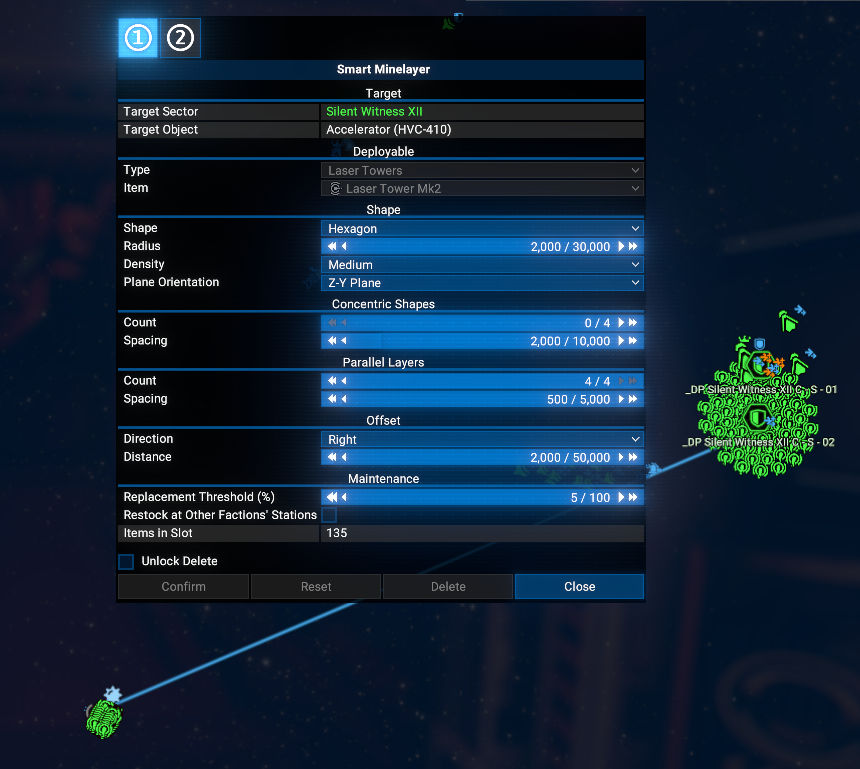 1 2
Smart Minelayer
Target
Target Sector Silent Witness XII
Target Object Accelerator (HVC-410)
Deployable
Type Laser Towers
Item Laser Tower Mk2
Shape
Shape Hexagon
Radius 2,000 / 30,000
Density Medium
Plane Orientation Z-Y Plane
Concentric Shapes
Count 0 / 4
Spacing 2,000 / 10,000
Parallel Layers
Count 4 / 4
Spacing 500 / 5,000
Offset
Direction Right
Distance 2,000 / 50,000
Maintenance
Replacement Threshold (%) 5 / 100
Restock at Other Factions' Stations
Items in Slot 135
Unlock Delete
Confirm Reset Delete Close
_DP Silent Witness XII C S - 01
_DP Silent Witness XII C S - 02